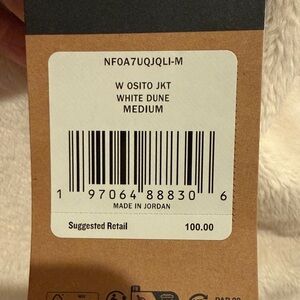 NF0A7UQJQLI-M
W OSITO JKT
WHITE DUNE
MEDIUM
1 97064 88830 6
MADE IN JORDAN
Suggested Retail 100.00